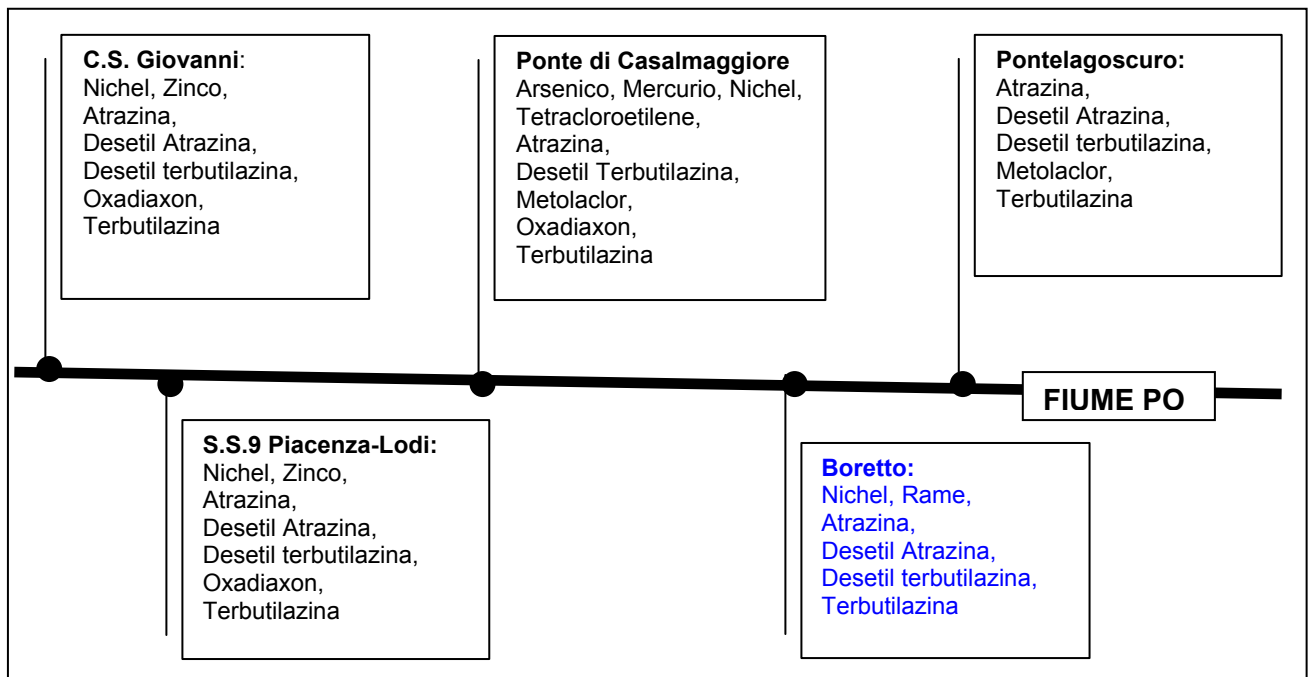 C.S. Giovanni:
Nichel, Zinco,
Atrazina,
Desetil Atrazina,
Desetil terbutilazina,
Oxadiaxon,
Terbutilazina
Ponte di Casalmaggiore
Arsenico, Mercurio, Nichel,
Tetracloroetilene,
Atrazina,
Desetil Terbutilazina,
Metolaclor,
Oxadiaxon,
Terbutilazina
Pontelagoscuro:
Atrazina,
Desetil Atrazina,
Desetil terbutilazina,
Metolaclor,
Terbutilazina
FIUME PO
S.S.9 Piacenza-Lodi:
Nichel, Zinco,
Atrazina,
Desetil Atrazina,
Desetil terbutilazina,
Oxadiaxon,
Terbutilazina
Boretto:
Nichel, Rame,
Atrazina,
Desetil Atrazina,
Desetil terbutilazina,
Terbutilazina